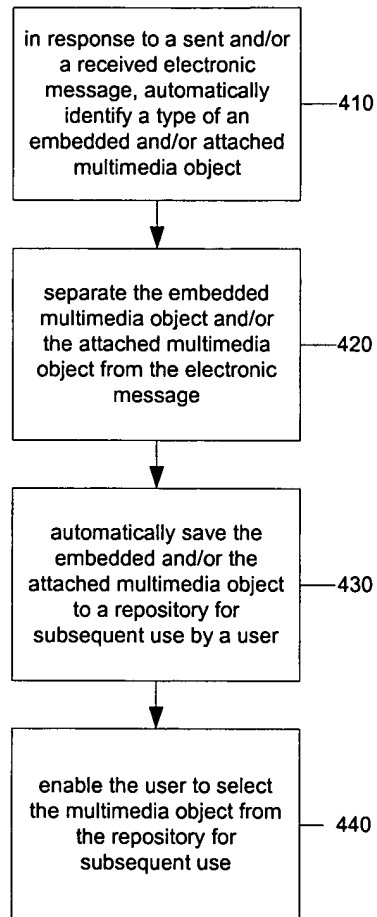 in response to a sent and/or
a received electronic
message, automatically
identify a type of an
embedded and/or attached
multimedia object
410
separate the embedded
multimedia object and/or
the attached multimedia
object from the electronic
message
420
automatically save the
embedded and/or the
attached multimedia object
to a repository for
subsequent use by a user
430
enable the user to select
the multimedia object from
the repository for
subsequent use
440